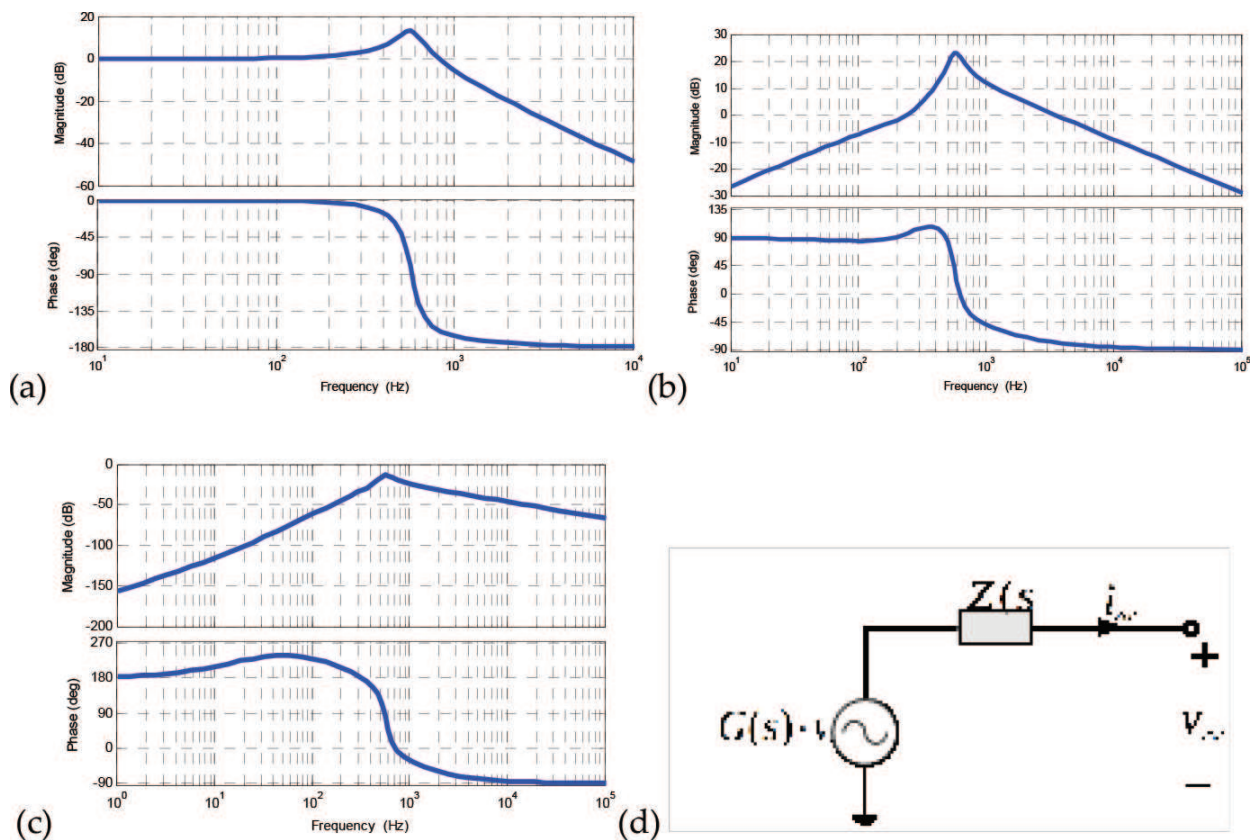 20
0
-20
-40
-60
Magnitude (dB)
0
-45
-90
-135
-180
Phase (deg)
10^1 10^2 10^3 10^4
Frequency (Hz)
(a)
30
20
10
0
-10
-20
-30
Magnitude (dB)
135
90
45
0
-45
-90
Phase (deg)
10^1 10^2 10^3 10^4 10^5
Frequency (Hz)
(b)
0
-50
-100
-150
-200
Magnitude (dB)
270
180
90
0
-90
Phase (deg)
10^0 10^1 10^2 10^3 10^4 10^5
Frequency (Hz)
(c)
Z(s
+
G(s)·
−
(d)